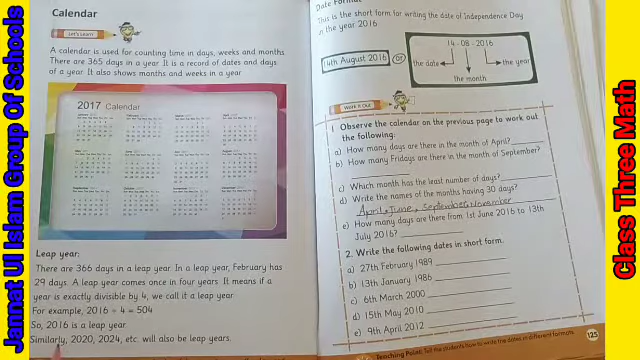 Jannat Ul Islam Group Of Schools
Calendar
Let's Learn
A calendar is used for counting time in days, weeks and months
There are 365 days in a year It is a record of dates and days
of a year It also shows months and weeks in a year
2017 Calendar
Leap year:
There are 366 days in a leap year. In a leap year, February has
29 days A leap year comes once in four years. It means if a
year is exactly divisible by 4, we call it a leap year
For example, 2016 ÷ 4 = 504
So, 2016 is a leap year.
Similarly, 2020, 2024, etc. will also be leap years.
Date Format
This is the short form for writing the date of Independence Day
in the year 2016
14th August 2016
or
14 - 08 - 2016
the date
the year
the month
Work it Out
1 Observe the calendar on the previous page to work out
the following:
a) How many days are there in the month of April?
b) How many Fridays are there in the month of September?
c) Which month has the least number of days?
d) Write the names of the months having 30 days?
April, June, September, November
e) How many days are there from 1st June 2016 to 13th
July 2016?
2. Write the following dates in short form.
a) 27th February 1989
b) 13th January 1986
c) 6th March 2000
d) 15th May 2010
e) 9th April 2012
Teaching Point: Tell the students how to write the dates in different formats.
125
Class Three Math